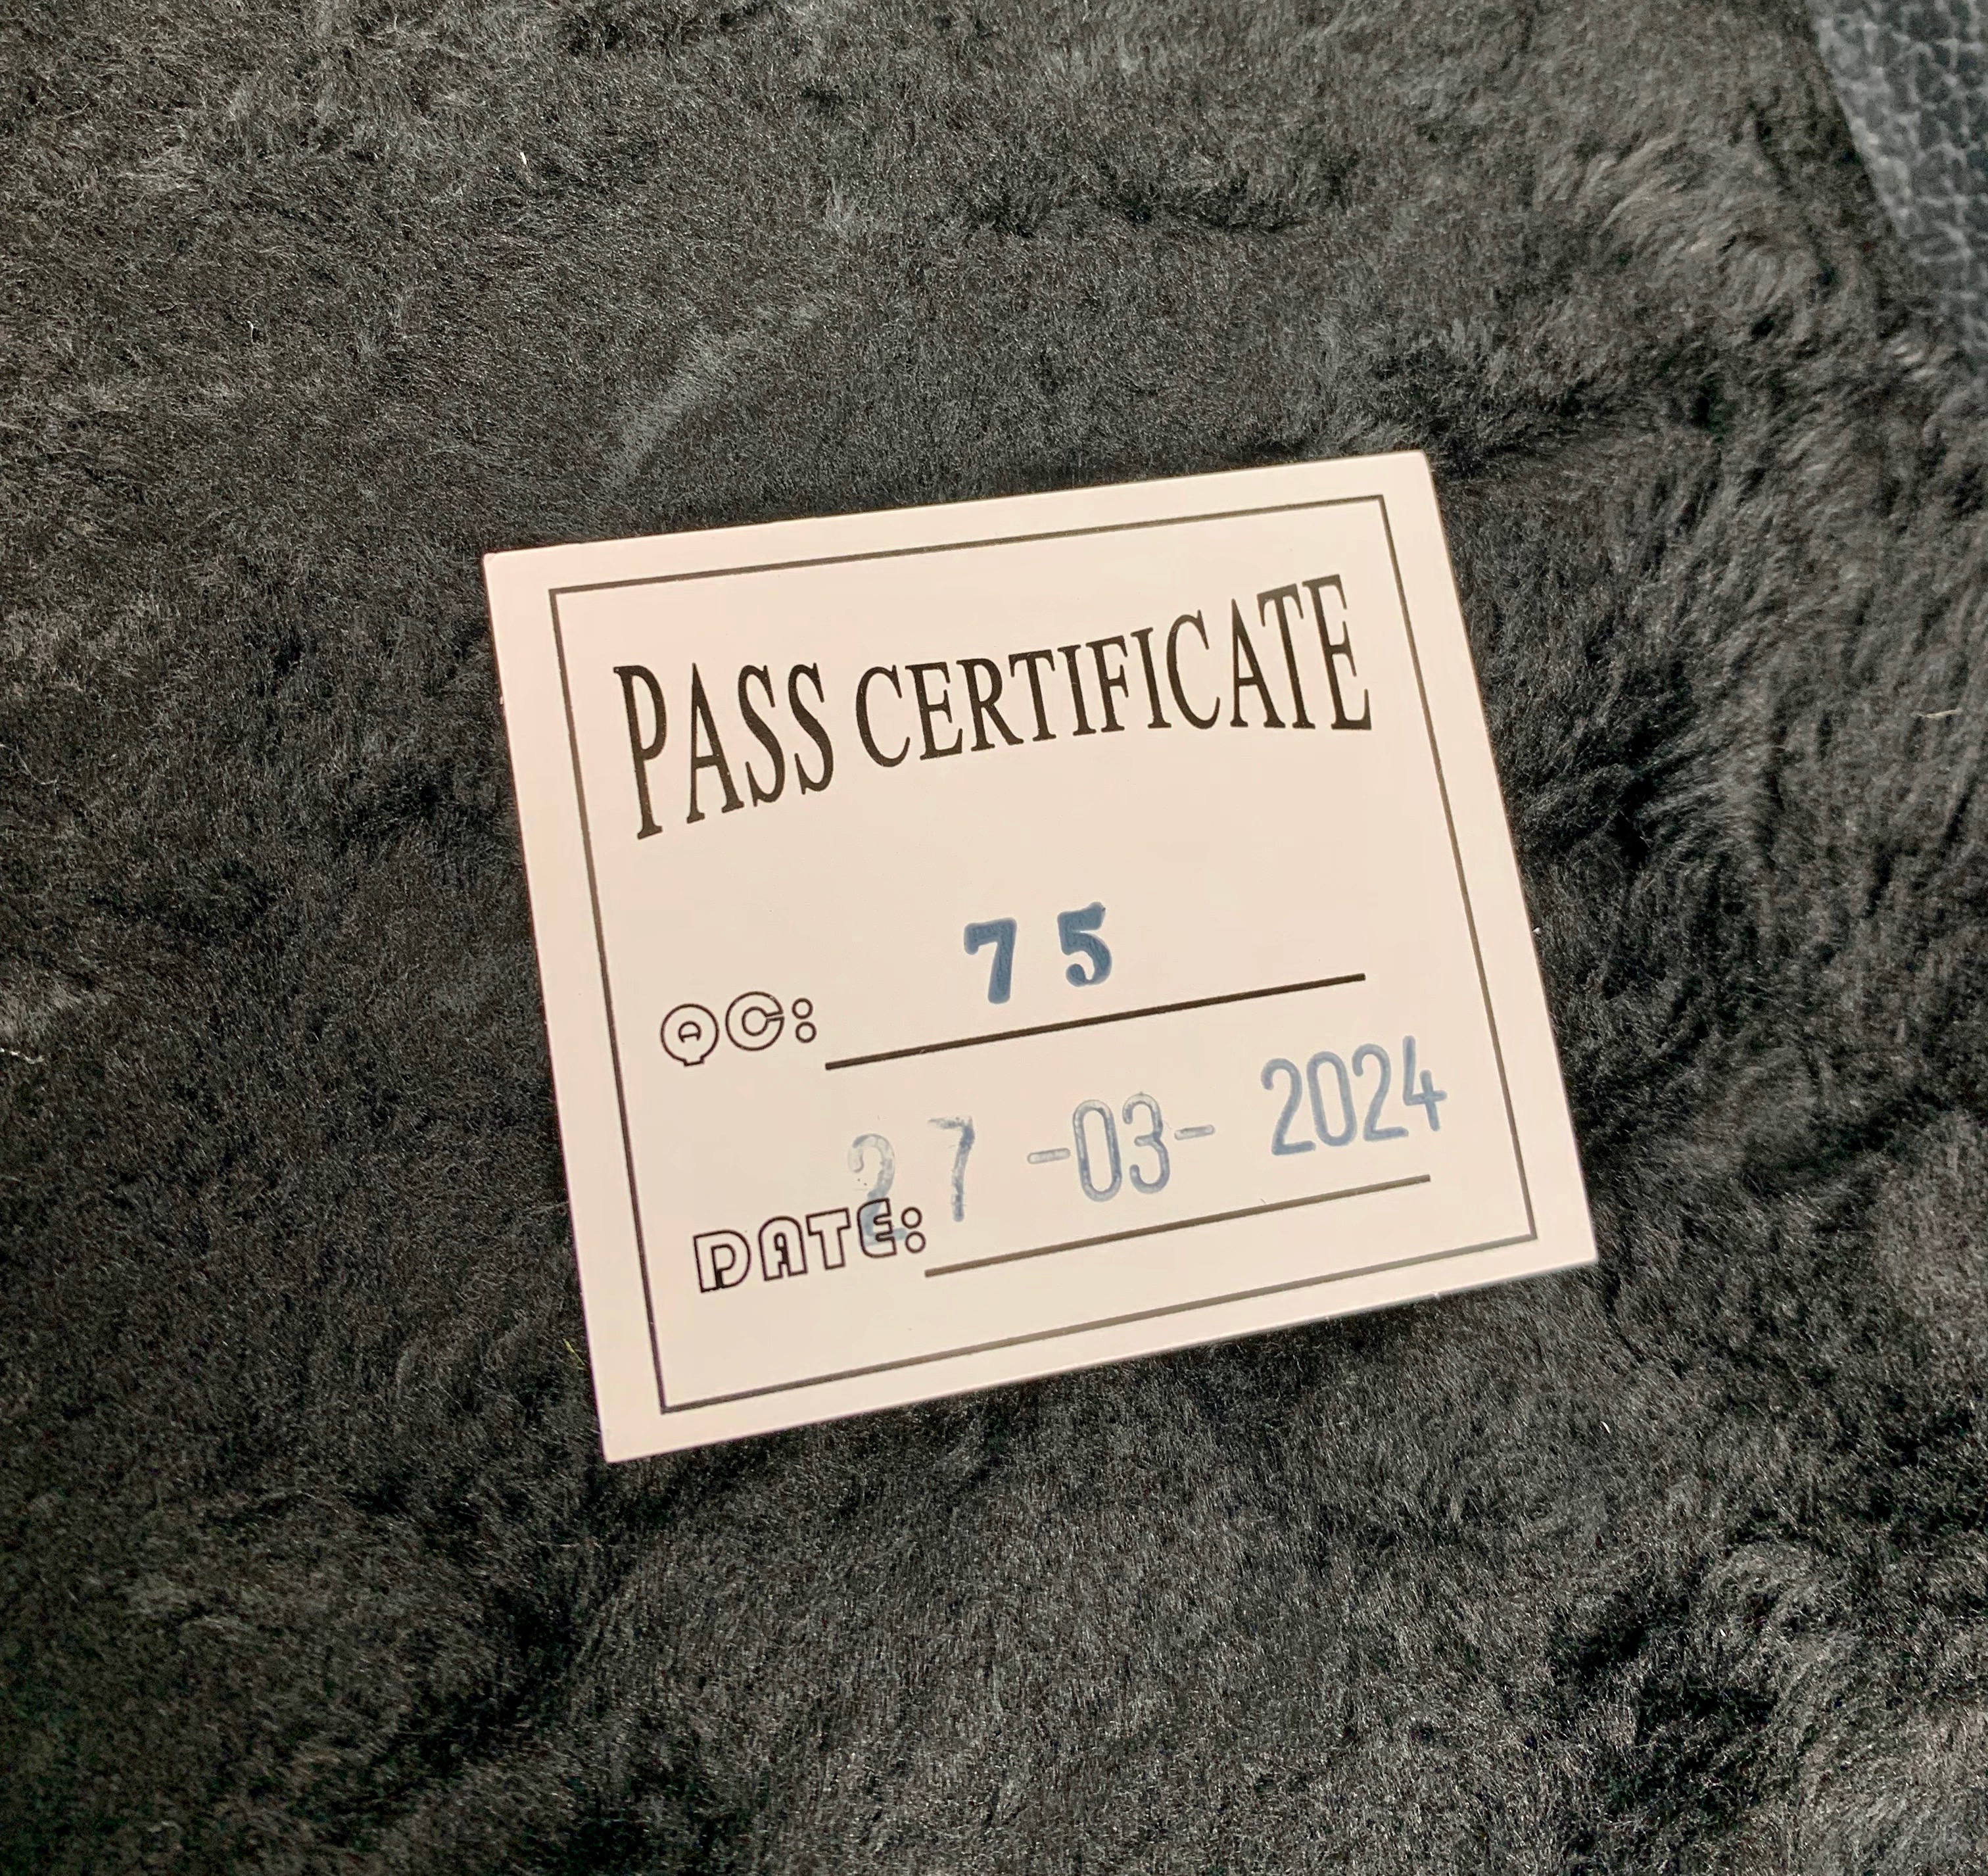 PASS CERTIFICATE
QC: 75
DATE: 27-03-2024